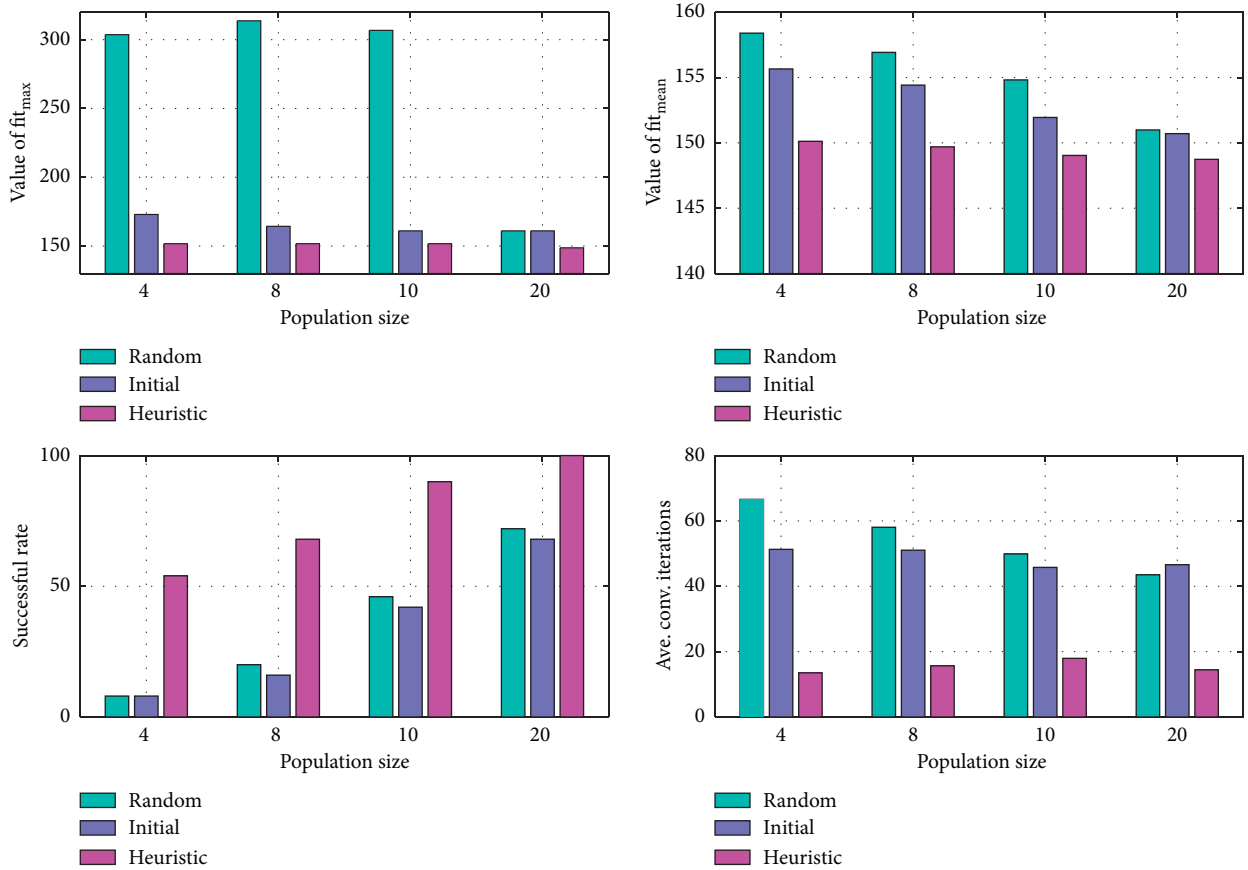 300
250
200
150
Value of fit_max
4 8 10 20
Population size
Random
Initial
Heuristic
160
155
150
145
140
Value of fit_mean
4 8 10 20
Population size
Random
Initial
Heuristic
100
50
0
Successful rate
4 8 10 20
Population size
Random
Initial
Heuristic
80
60
40
20
0
Ave. conv. iterations
4 8 10 20
Population size
Random
Initial
Heuristic